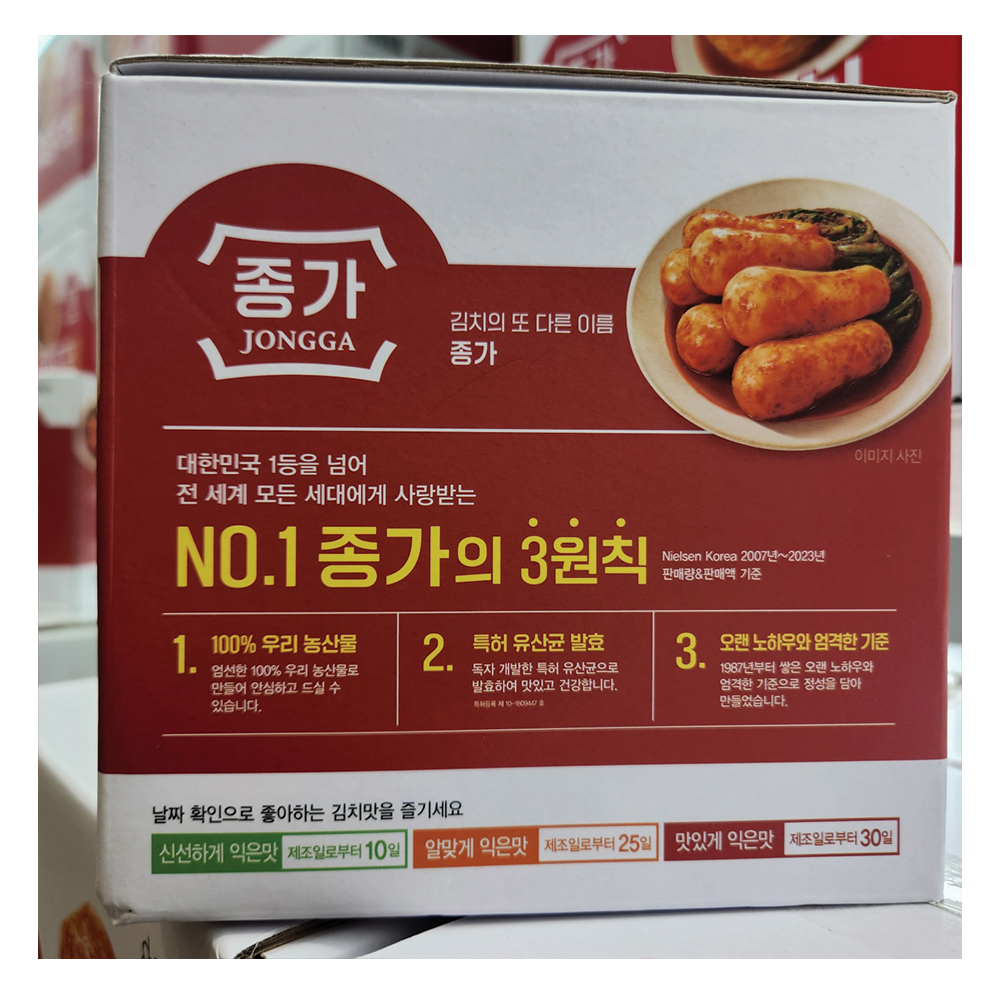 종가
종가
JONGGA
김치의 또 다른 이름
종가
이미지 사진
대한민국 1등을 넘어
전 세계 모든 세대에게 사랑받는
NO.1 종가의 3원칙
Nielsen Korea 2007년~2023년
판매량&판매액 기준
1. 100% 우리 농산물
엄선한 100% 우리 농산물로
만들어 안심하고 드실 수
있습니다.
2. 특허 유산균 발효
독자 개발한 특허 유산균으로
발효하여 맛있고 건강합니다.
특허등록 제 10-1809447 호
3. 오랜 노하우와 엄격한 기준
1987년부터 쌓은 오랜 노하우와
엄격한 기준으로 정성을 담아
만들었습니다.
날짜 확인으로 좋아하는 김치맛을 즐기세요
신선하게 익은맛 제조일로부터 10일
알맞게 익은맛 제조일로부터 25일
맛있게 익은맛 제조일로부터 30일